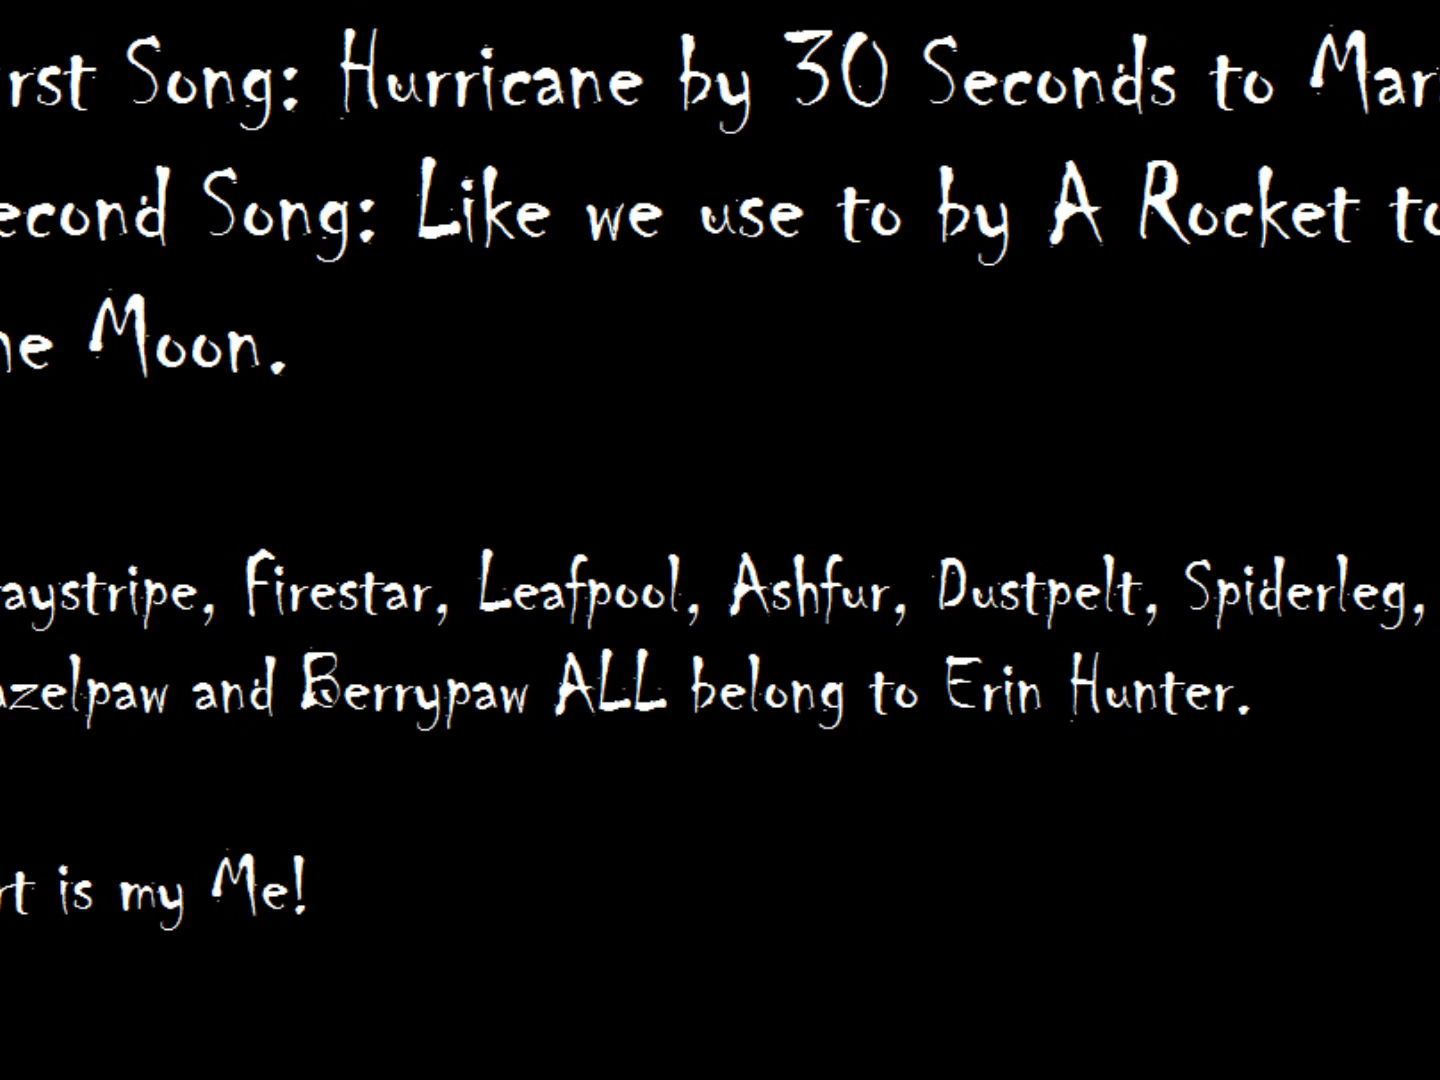 rst Song: Hurricane by 30 Seconds to Mar
econd Song: Like we use to by A Rocket to
he Moon.
aystripe, Firestar, Leafpool, Ashfur, Dustpelt, Spiderleg,
azelpaw and Berrypaw ALL belong to Erin Hunter.
rt is my Me!